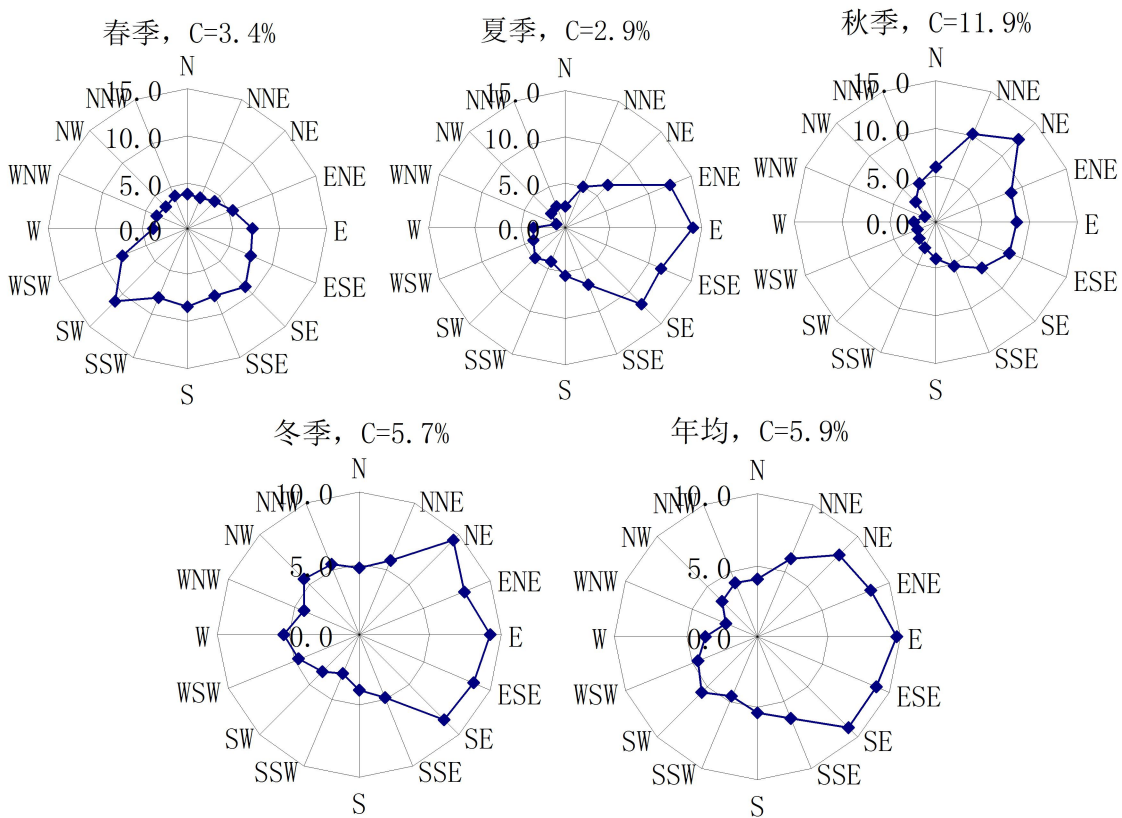 春季，C=3.4%
N
NNE
NE
ENE
E
ESE
SE
SSE
S
SSW
SW
WSW
W
WNW
NW
NNW
15.0
10.0
5.0
0.0
夏季，C=2.9%
N
NNE
NE
ENE
E
ESE
SE
SSE
S
SSW
SW
WSW
W
WNW
NW
NNW
15.0
10.0
5.0
0.0
秋季，C=11.9%
N
NNE
NE
ENE
E
ESE
SE
SSE
S
SSW
SW
WSW
W
WNW
NW
NNW
15.0
10.0
5.0
0.0
冬季，C=5.7%
N
NNE
NE
ENE
E
ESE
SE
SSE
S
SSW
SW
WSW
W
WNW
NW
NNW
10.0
5.0
0.0
年均，C=5.9%
N
NNE
NE
ENE
E
ESE
SE
SSE
S
SSW
SW
WSW
W
WNW
NW
NNW
10.0
5.0
0.0